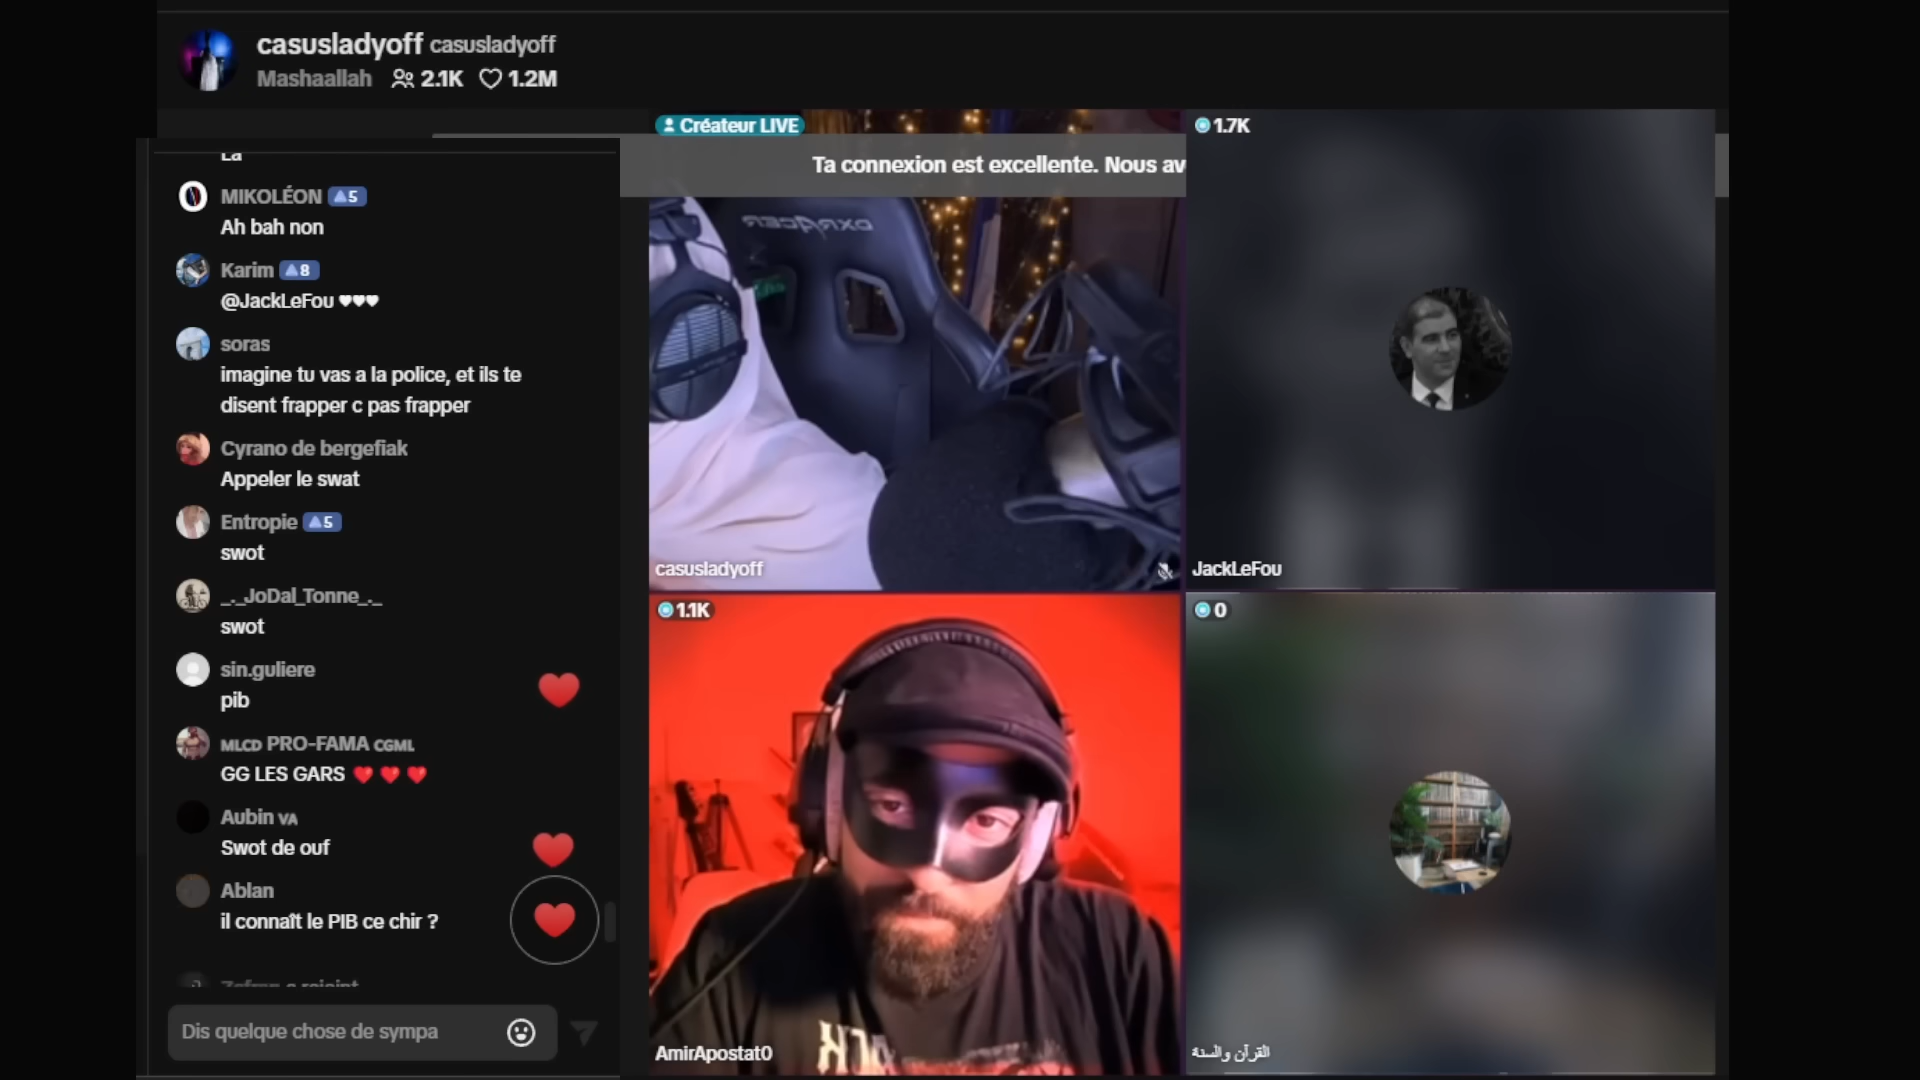 casusladyoff casusladyoff
Mashaallah 2.1K 1.2M
La
MIKOLÉON 5
Ah bah non
Karim 8
@JackLeFou ♥♥♥
soras
imagine tu vas a la police, et ils te
disent frapper c pas frapper
Cyrano de bergefiak
Appeler le swat
Entropie 5
swot
_._JoDal_Tonne_._
swot
sin.guliere
pib
MLCD PRO-FAMA CGML
GG LES GARS ❤️ ❤️ ❤️
Aubin VA
Swot de ouf
Ablan
il connaît le PIB ce chir ?
Dis quelque chose de sympa
Créateur LIVE
Ta connexion est excellente. Nous av
DXRACER
casusladyoff
1.7K
JackLeFou
1.1K
AmirApostat0
0
القرآن والسنة